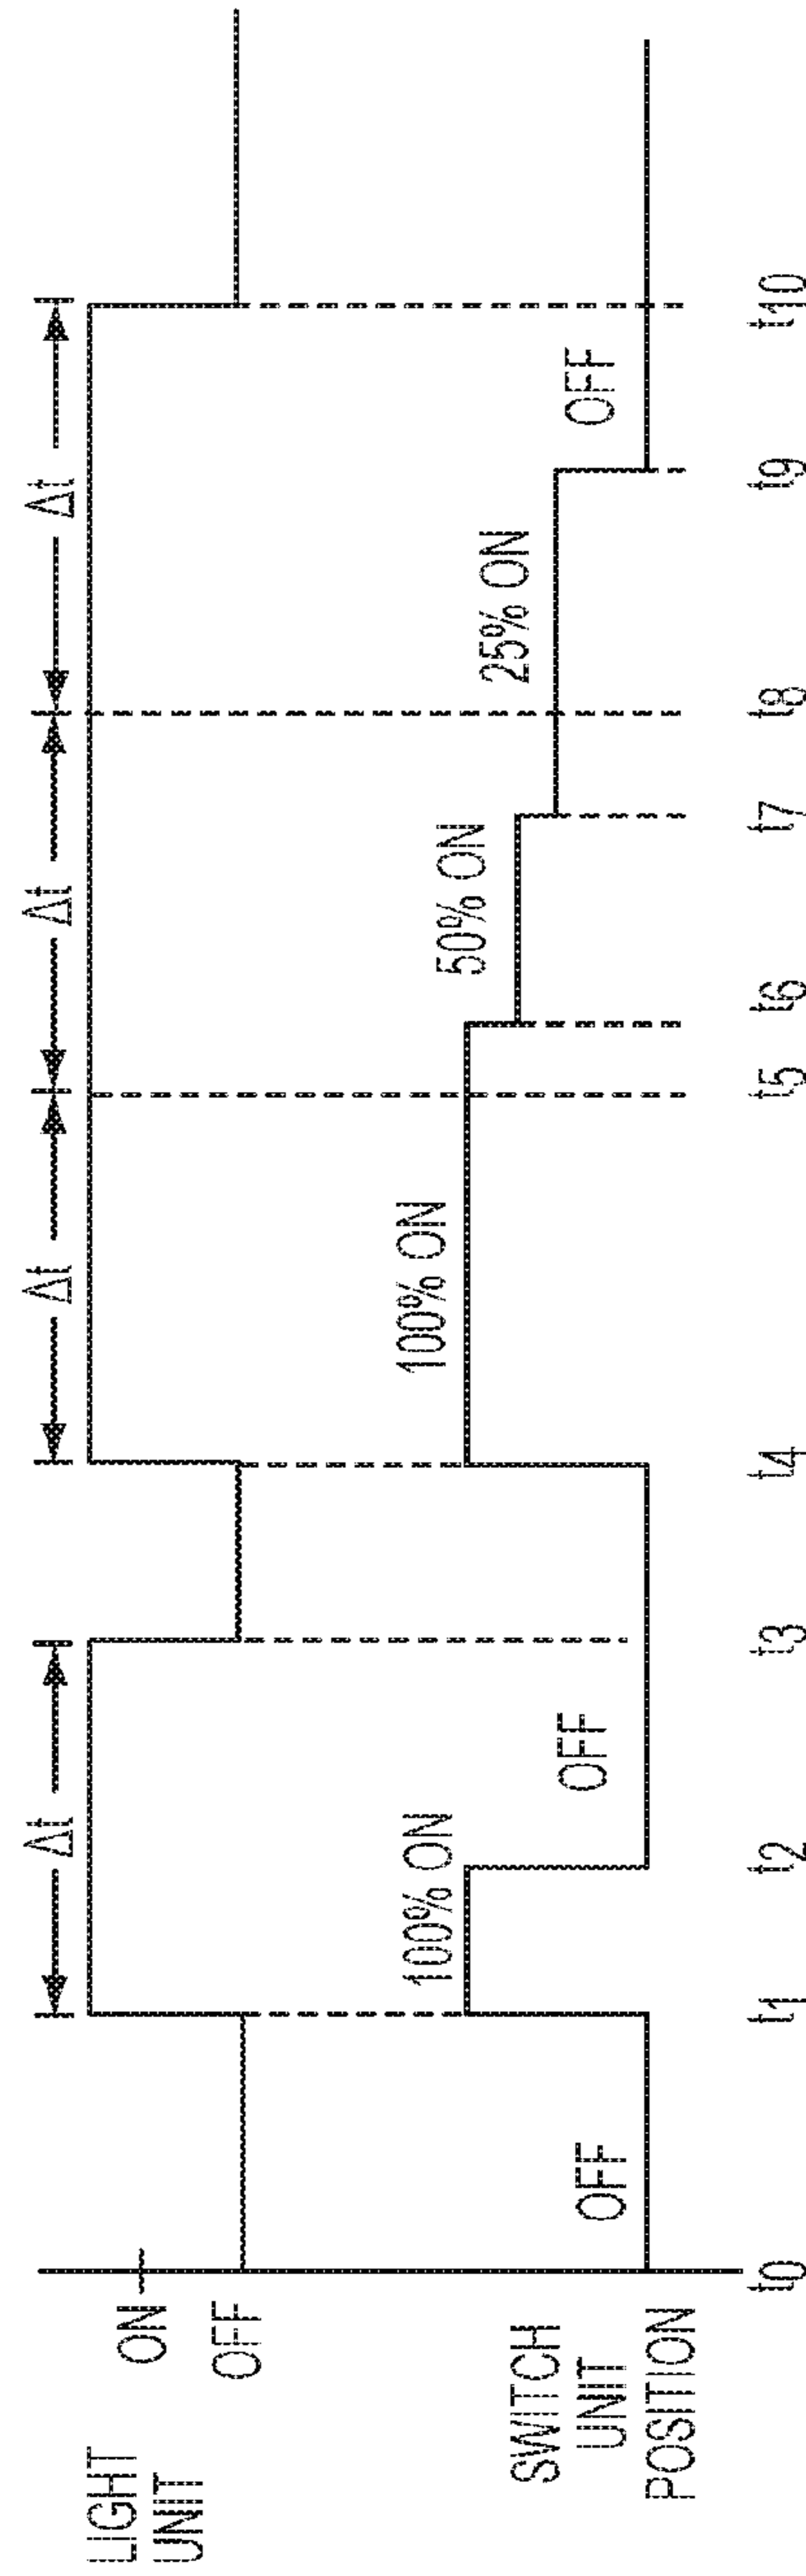 LIGHT
UNIT
ON
OFF
Δt
Δt
Δt
Δt
SWITCH
UNIT
POSITION
OFF
100% ON
OFF
100% ON
50% ON
25% ON
OFF
t0
t1
t2
t3
t4
t5
t6
t7
t8
t9
t10